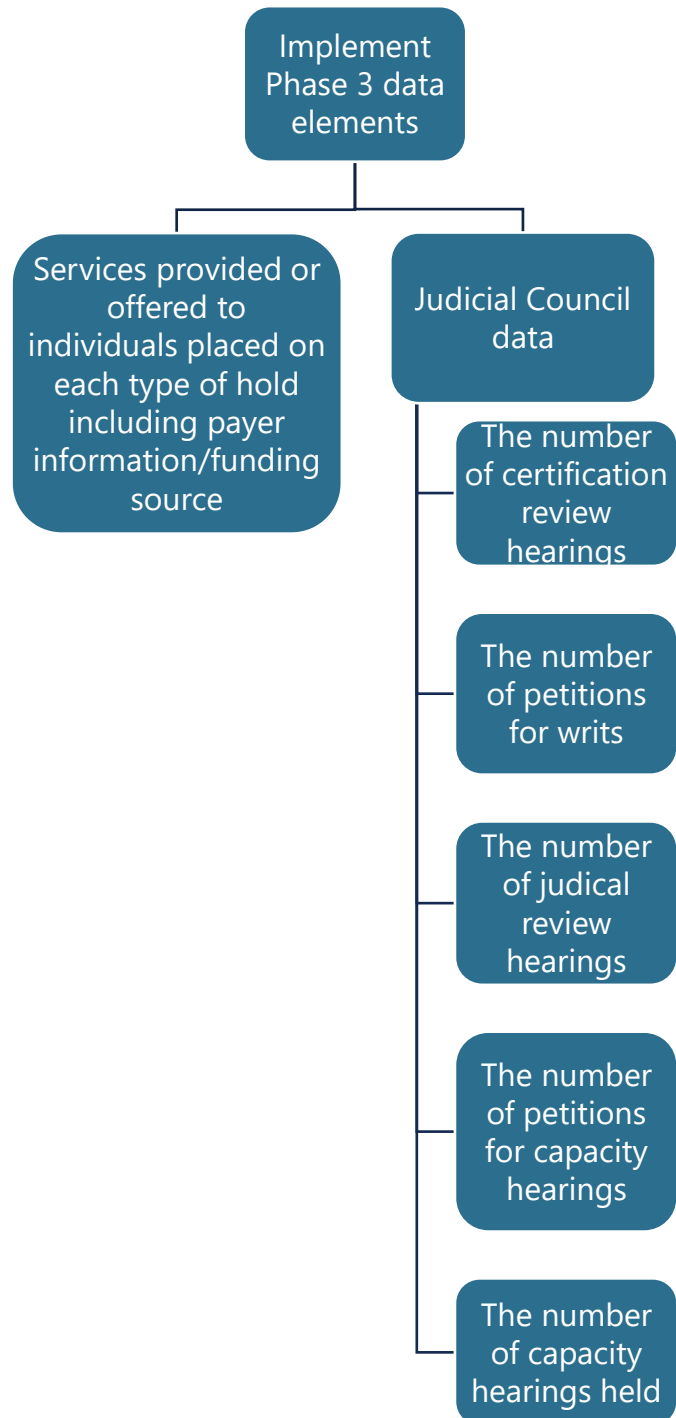 Implement
Phase 3 data
elements
Services provided or
offered to
individuals placed on
each type of hold
including payer
information/funding
source
Judicial Council
data
The number
of certification
review
hearings
The number
of petitions
for writs
The number
of judical
review
hearings
The number
of petitions
for capacity
hearings
The number
of capacity
hearings held